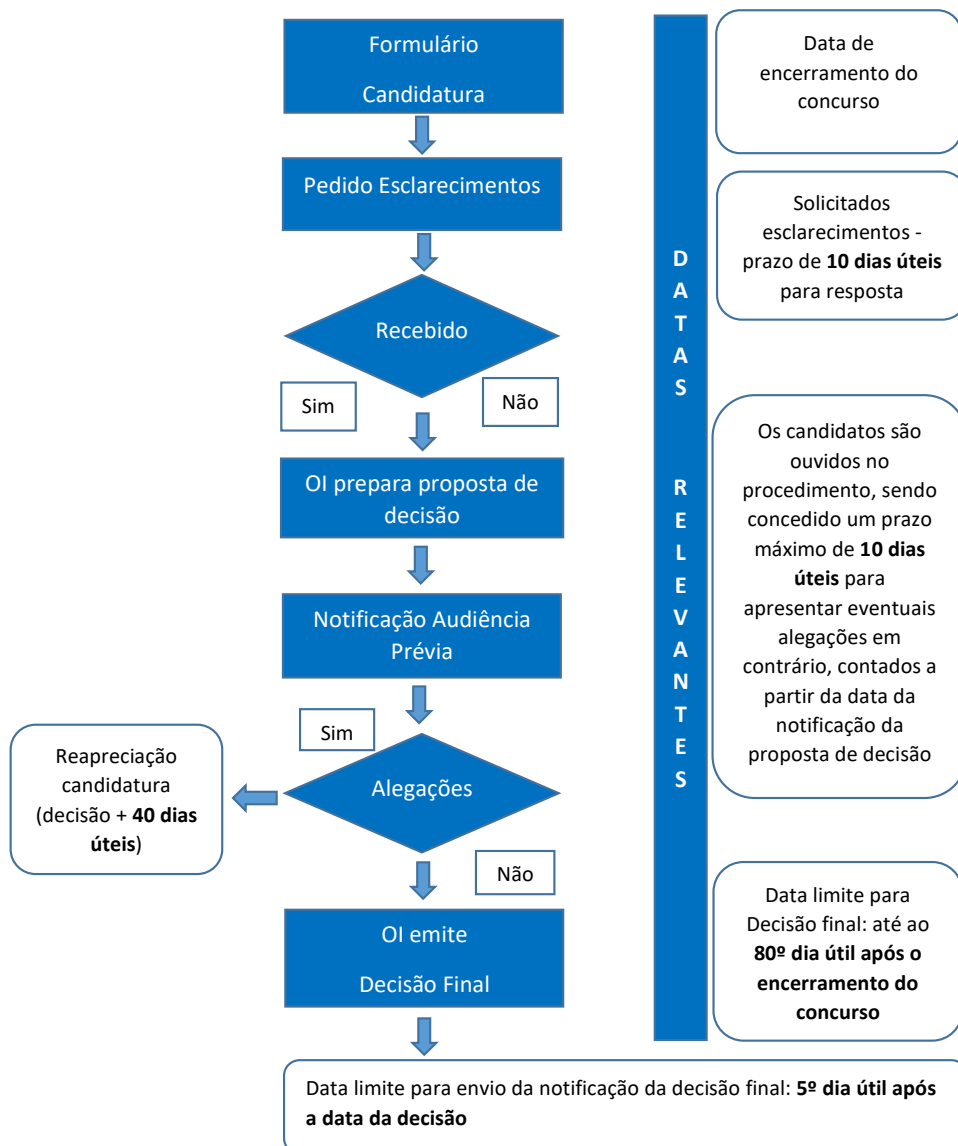 Formulário
Candidatura
Data de
encerramento do
concurso
Pedido Esclarecimentos
Solicitados
esclarecimentos -
prazo de 10 dias úteis
para resposta
DATAS RELEVANTES
Recebido
Sim
Não
OI prepara proposta de
decisão
Os candidatos são
ouvidos no
procedimento, sendo
concedido um prazo
máximo de 10 dias
úteis para
apresentar eventuais
alegações em
contrário, contados a
partir da data da
notificação da
proposta de decisão
Notificação Audiência
Prévia
Sim
Alegações
Reapreciação
candidatura
(decisão + 40 dias
úteis)
Não
OI emite
Decisão Final
Data limite para
Decisão final: até ao
80º dia útil após o
encerramento do
concurso
Data limite para envio da notificação da decisão final: 5º dia útil após
a data da decisão